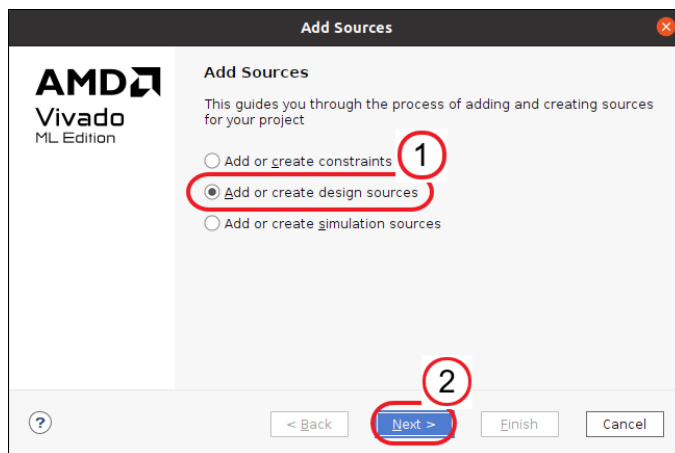 Add Sources
AMD
Vivado
ML Edition
Add Sources
This guides you through the process of adding and creating sources
for your project
1
Add or create constraints
Add or create design sources
Add or create simulation sources
2
?
< Back
Next >
Finish
Cancel